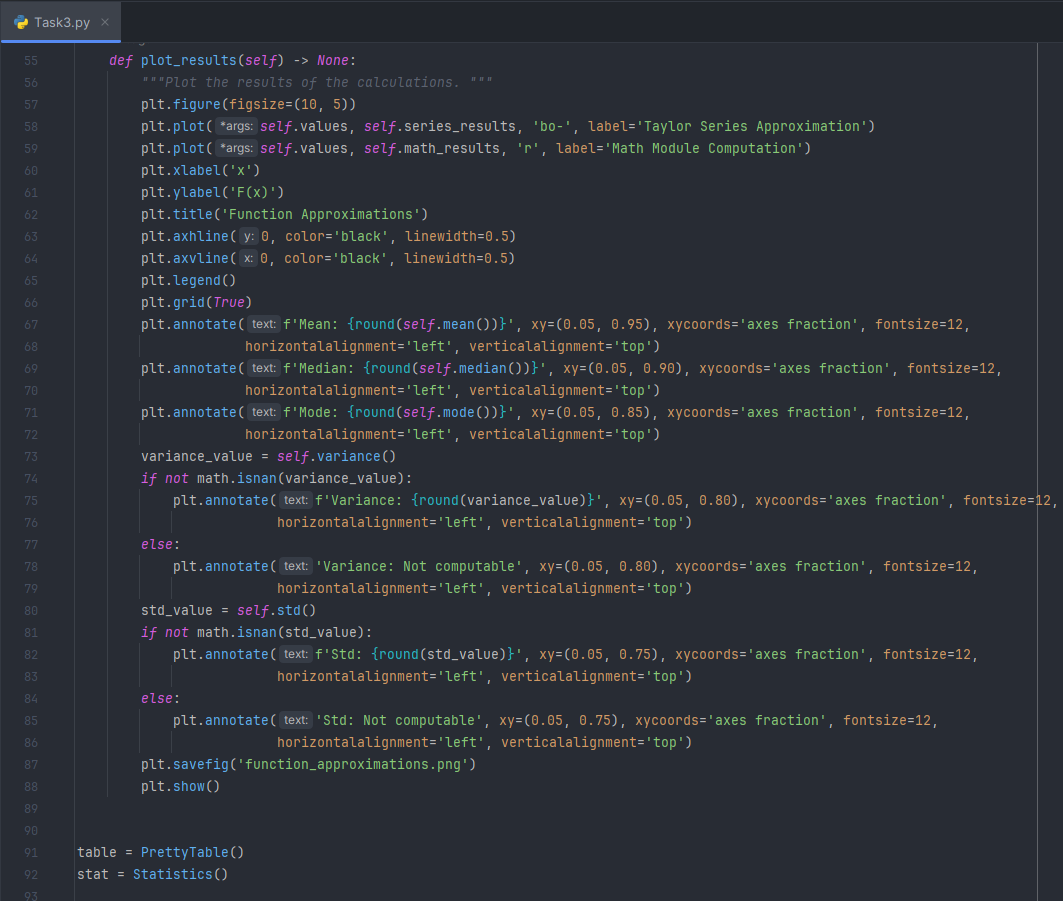 Task3.py ×
55 def plot_results(self) -> None:
56 """Plot the results of the calculations. """
57 plt.figure(figsize=(10, 5))
58 plt.plot( *args: self.values, self.series_results, 'bo-', label='Taylor Series Approximation')
59 plt.plot( *args: self.values, self.math_results, 'r', label='Math Module Computation')
60 plt.xlabel('x')
61 plt.ylabel('F(x)')
62 plt.title('Function Approximations')
63 plt.axhline( y: 0, color='black', linewidth=0.5)
64 plt.axvline( x: 0, color='black', linewidth=0.5)
65 plt.legend()
66 plt.grid(True)
67 plt.annotate( text: f'Mean: {round(self.mean())}', xy=(0.05, 0.95), xycoords='axes fraction', fontsize=12,
68 horizontalalignment='left', verticalalignment='top')
69 plt.annotate( text: f'Median: {round(self.median())}', xy=(0.05, 0.90), xycoords='axes fraction', fontsize=12,
70 horizontalalignment='left', verticalalignment='top')
71 plt.annotate( text: f'Mode: {round(self.mode())}', xy=(0.05, 0.85), xycoords='axes fraction', fontsize=12,
72 horizontalalignment='left', verticalalignment='top')
73 variance_value = self.variance()
74 if not math.isnan(variance_value):
75 plt.annotate( text: f'Variance: {round(variance_value)}', xy=(0.05, 0.80), xycoords='axes fraction', fontsize=12,
76 horizontalalignment='left', verticalalignment='top')
77 else:
78 plt.annotate( text: 'Variance: Not computable', xy=(0.05, 0.80), xycoords='axes fraction', fontsize=12,
79 horizontalalignment='left', verticalalignment='top')
80 std_value = self.std()
81 if not math.isnan(std_value):
82 plt.annotate( text: f'Std: {round(std_value)}', xy=(0.05, 0.75), xycoords='axes fraction', fontsize=12,
83 horizontalalignment='left', verticalalignment='top')
84 else:
85 plt.annotate( text: 'Std: Not computable', xy=(0.05, 0.75), xycoords='axes fraction', fontsize=12,
86 horizontalalignment='left', verticalalignment='top')
87 plt.savefig('function_approximations.png')
88 plt.show()
89
90
91 table = PrettyTable()
92 stat = Statistics()
93